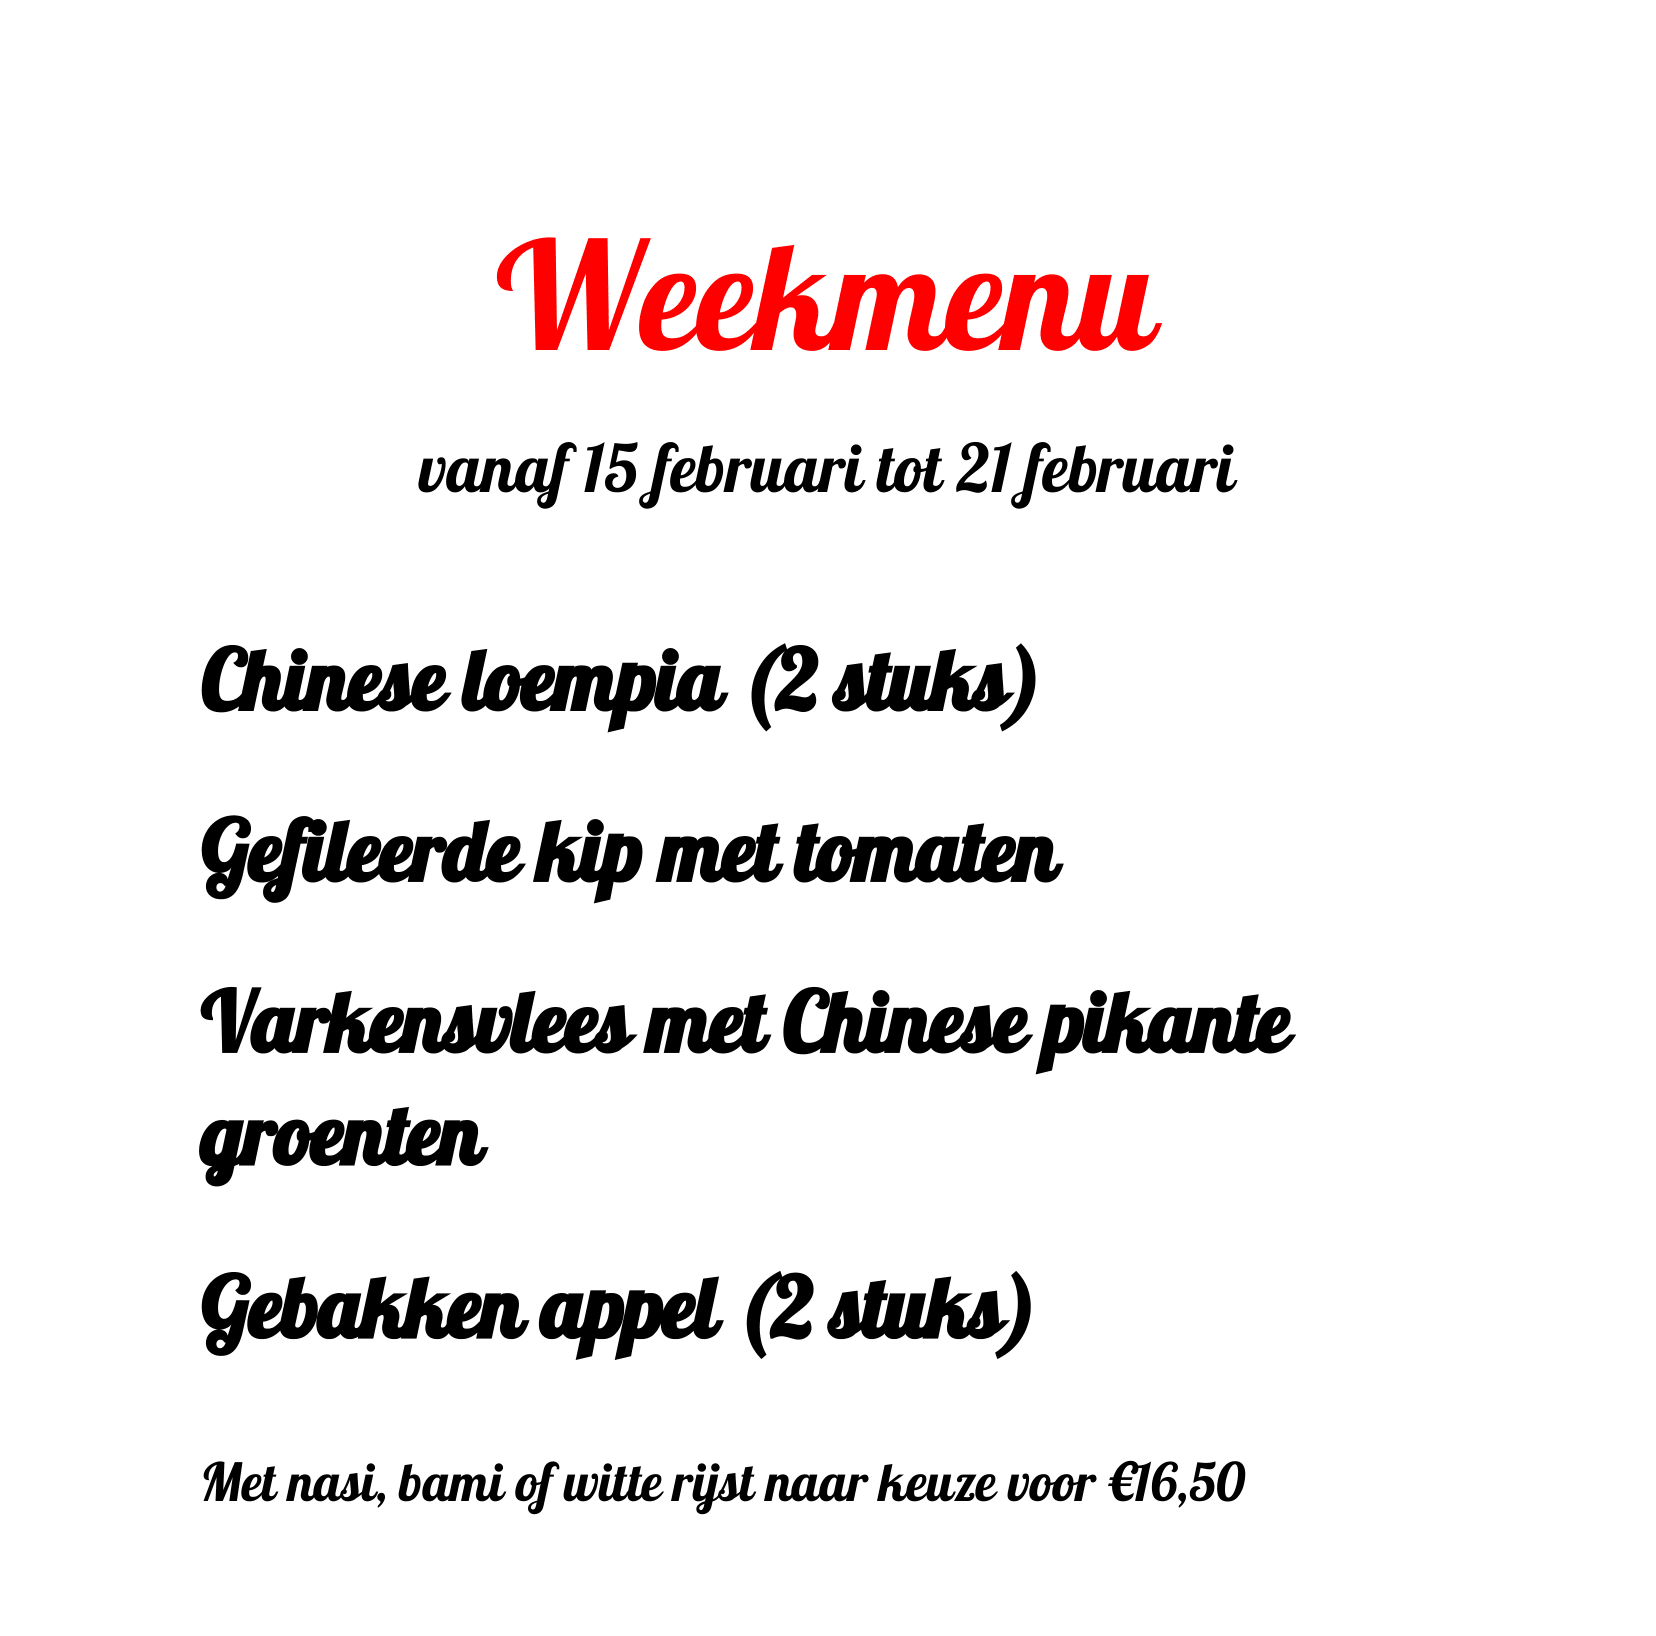 Weekmenu
vanaf 15 februari tot 21 februari
Chinese loempia (2 stuks)
Gefileerde kip met tomaten
Varkensvlees met Chinese pikante
groenten
Gebakken appel (2 stuks)
Met nasi, bami of witte rijst naar keuze voor €16,50